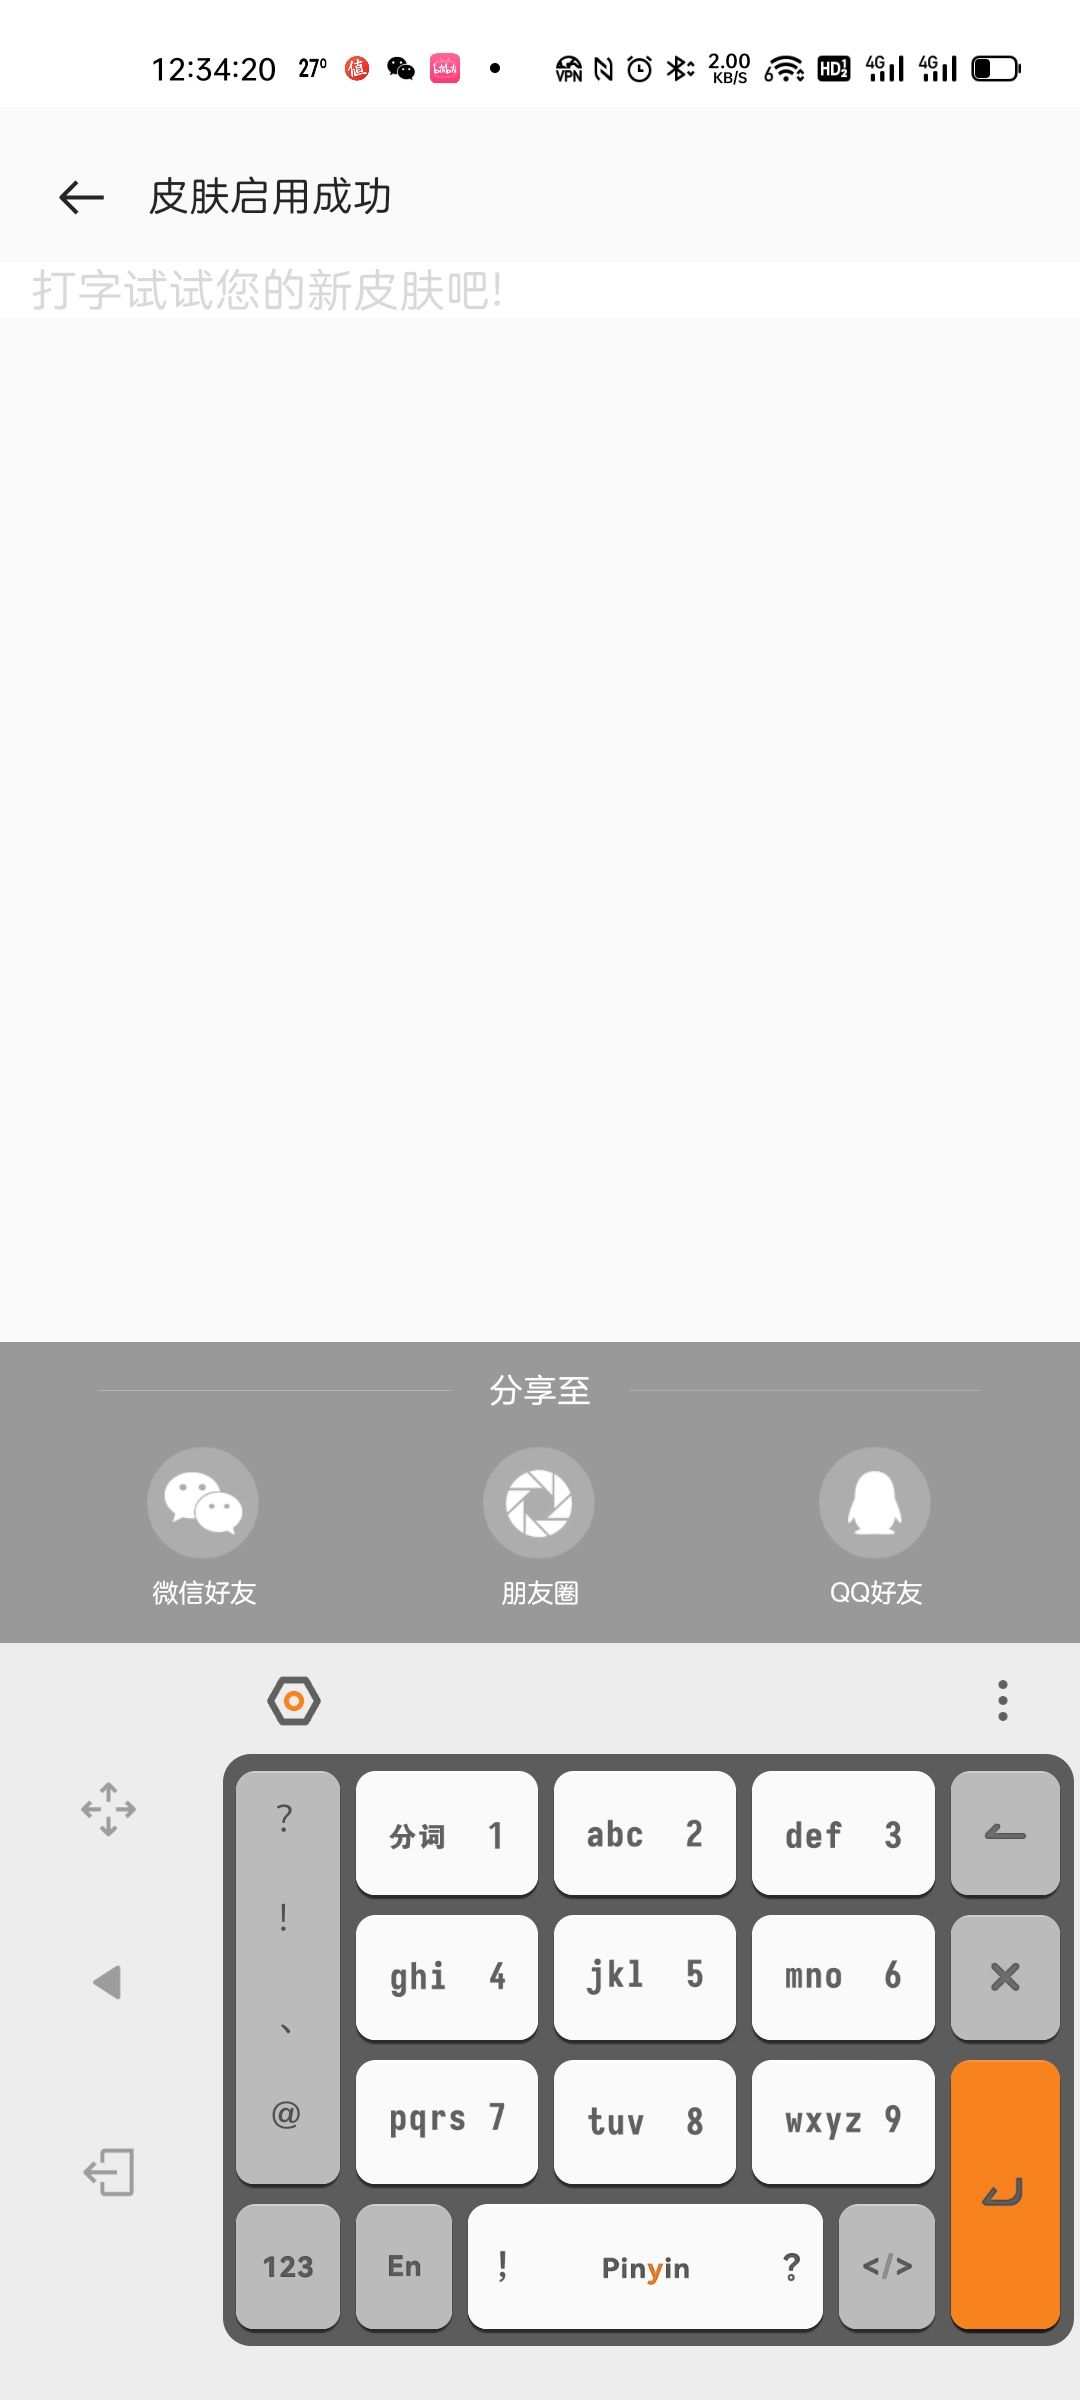 12:34:20 27° 值 bilibili VPN 2.00 KB/S 6 HD 1 2 4G 4G
皮肤启用成功
打字试试您的新皮肤吧!
分享至
微信好友 朋友圈 QQ好友
? 分词 1 abc 2 def 3
! ghi 4 jkl 5 mno 6
、
@ pqrs 7 tuv 8 wxyz 9
123 En ! Pinyin ? </>